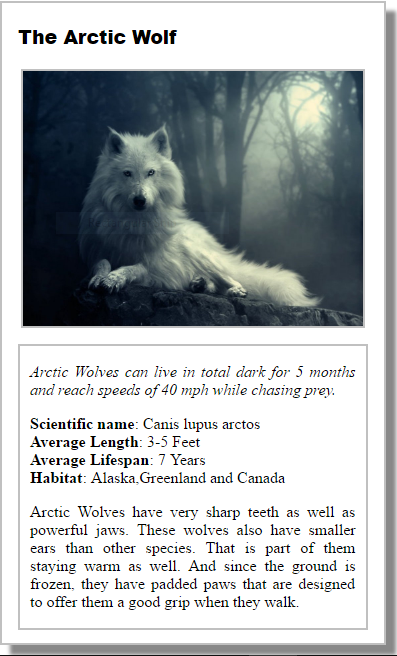 The Arctic Wolf
Arctic Wolves can live in total dark for 5 months
and reach speeds of 40 mph while chasing prey.
Scientific name: Canis lupus arctos
Average Length: 3-5 Feet
Average Lifespan: 7 Years
Habitat: Alaska,Greenland and Canada
Arctic Wolves have very sharp teeth as well as
powerful jaws. These wolves also have smaller
ears than other species. That is part of them
staying warm as well. And since the ground is
frozen, they have padded paws that are designed
to offer them a good grip when they walk.